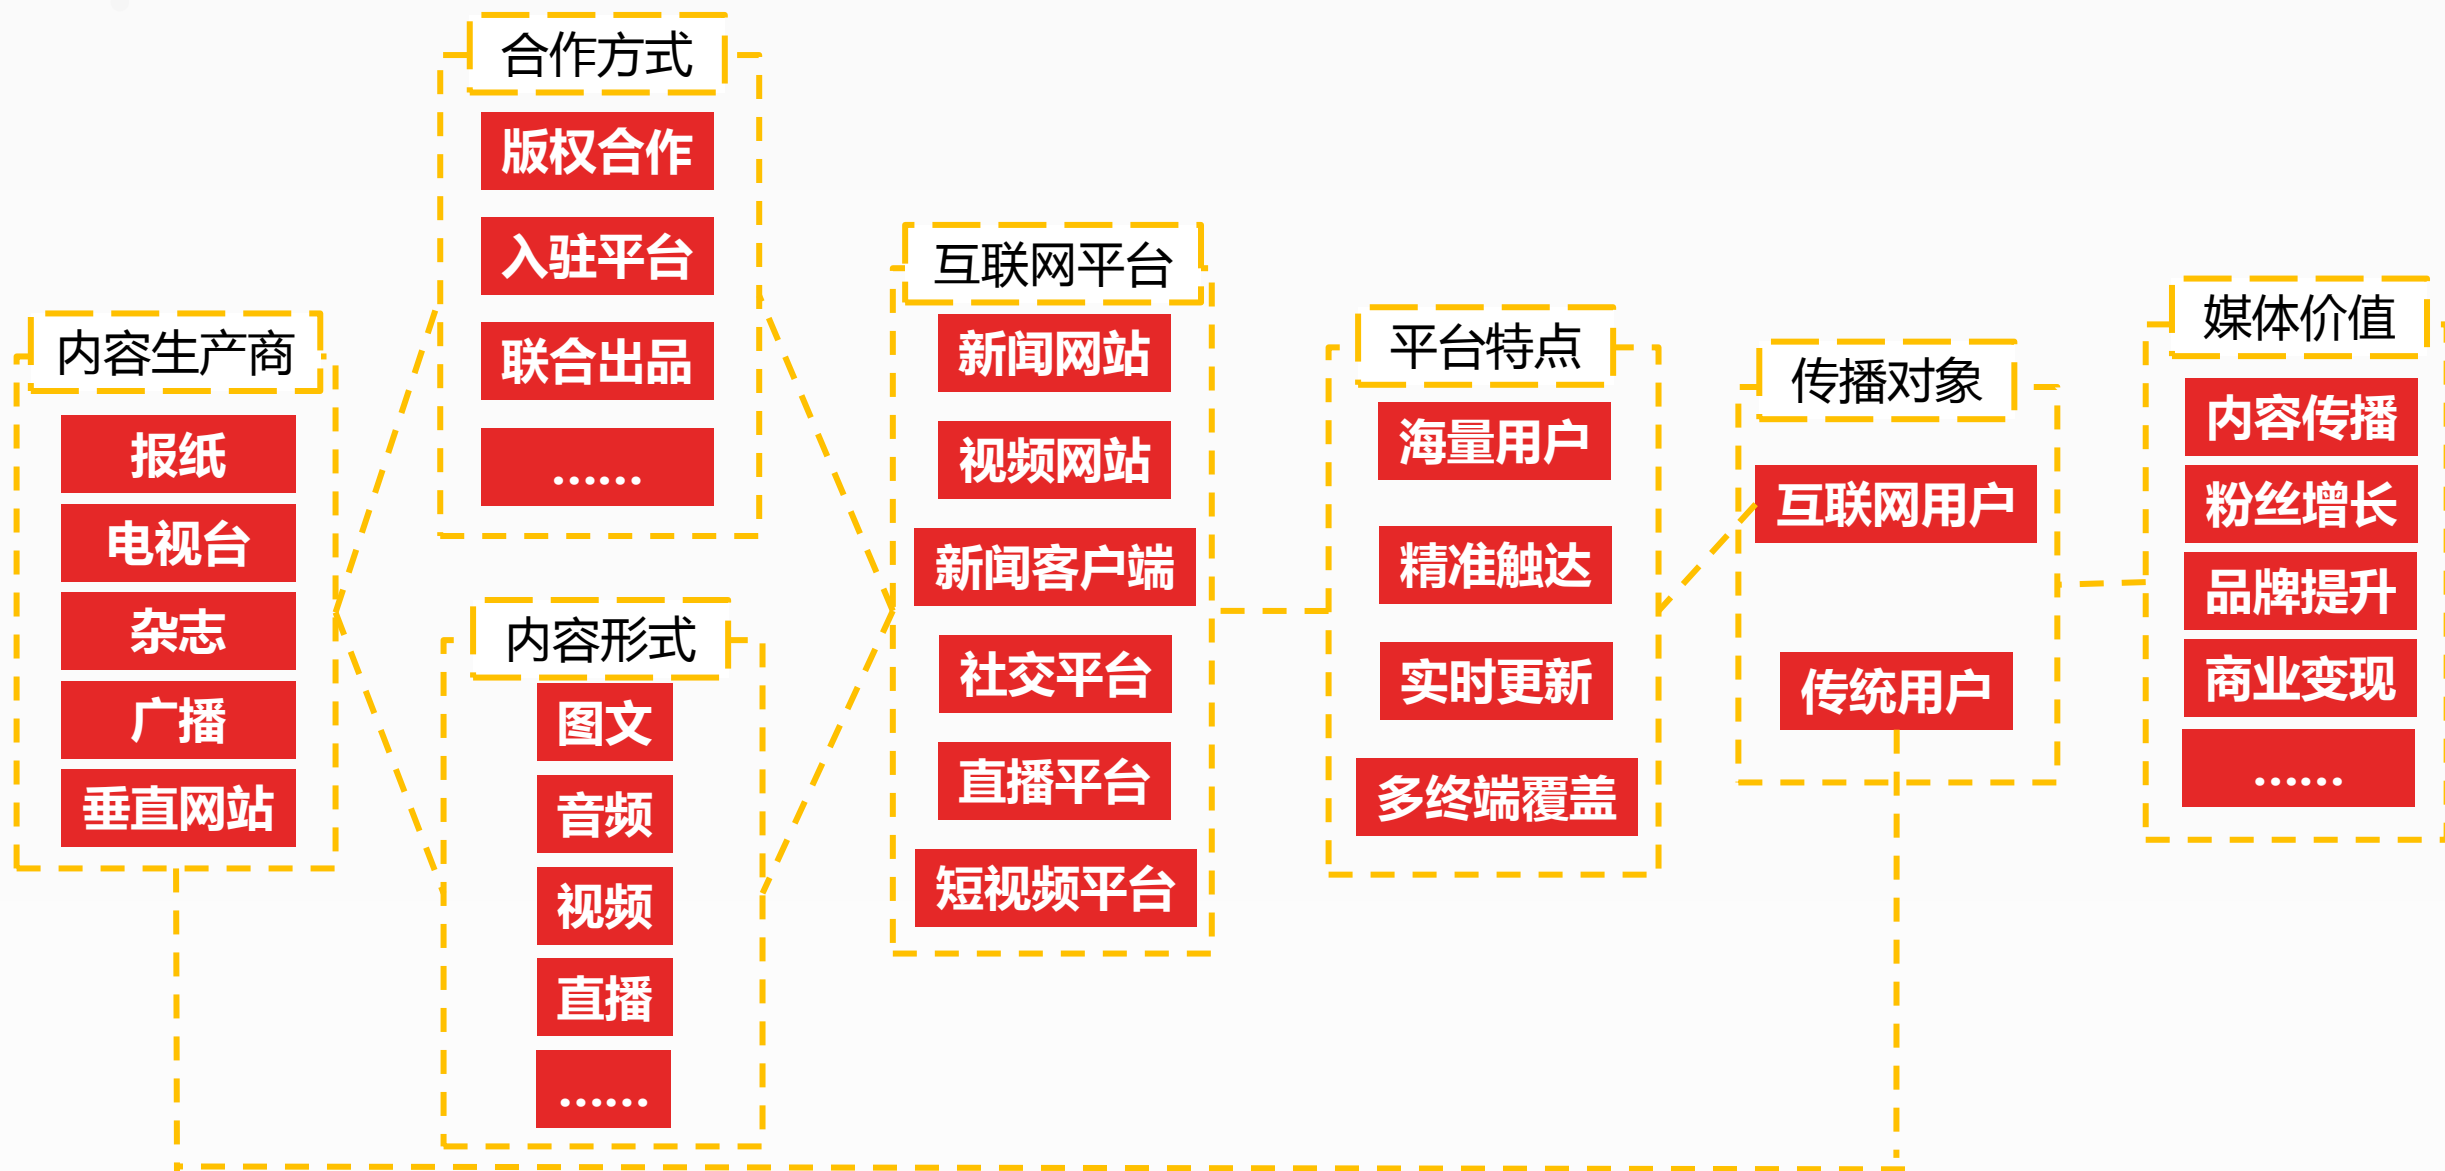 内容生产商
报纸
电视台
杂志
广播
垂直网站
合作方式
版权合作
入驻平台
联合出品
……
内容形式
图文
音频
视频
直播
……
互联网平台
新闻网站
视频网站
新闻客户端
社交平台
直播平台
短视频平台
平台特点
海量用户
精准触达
实时更新
多终端覆盖
传播对象
互联网用户
传统用户
媒体价值
内容传播
粉丝增长
品牌提升
商业变现
……